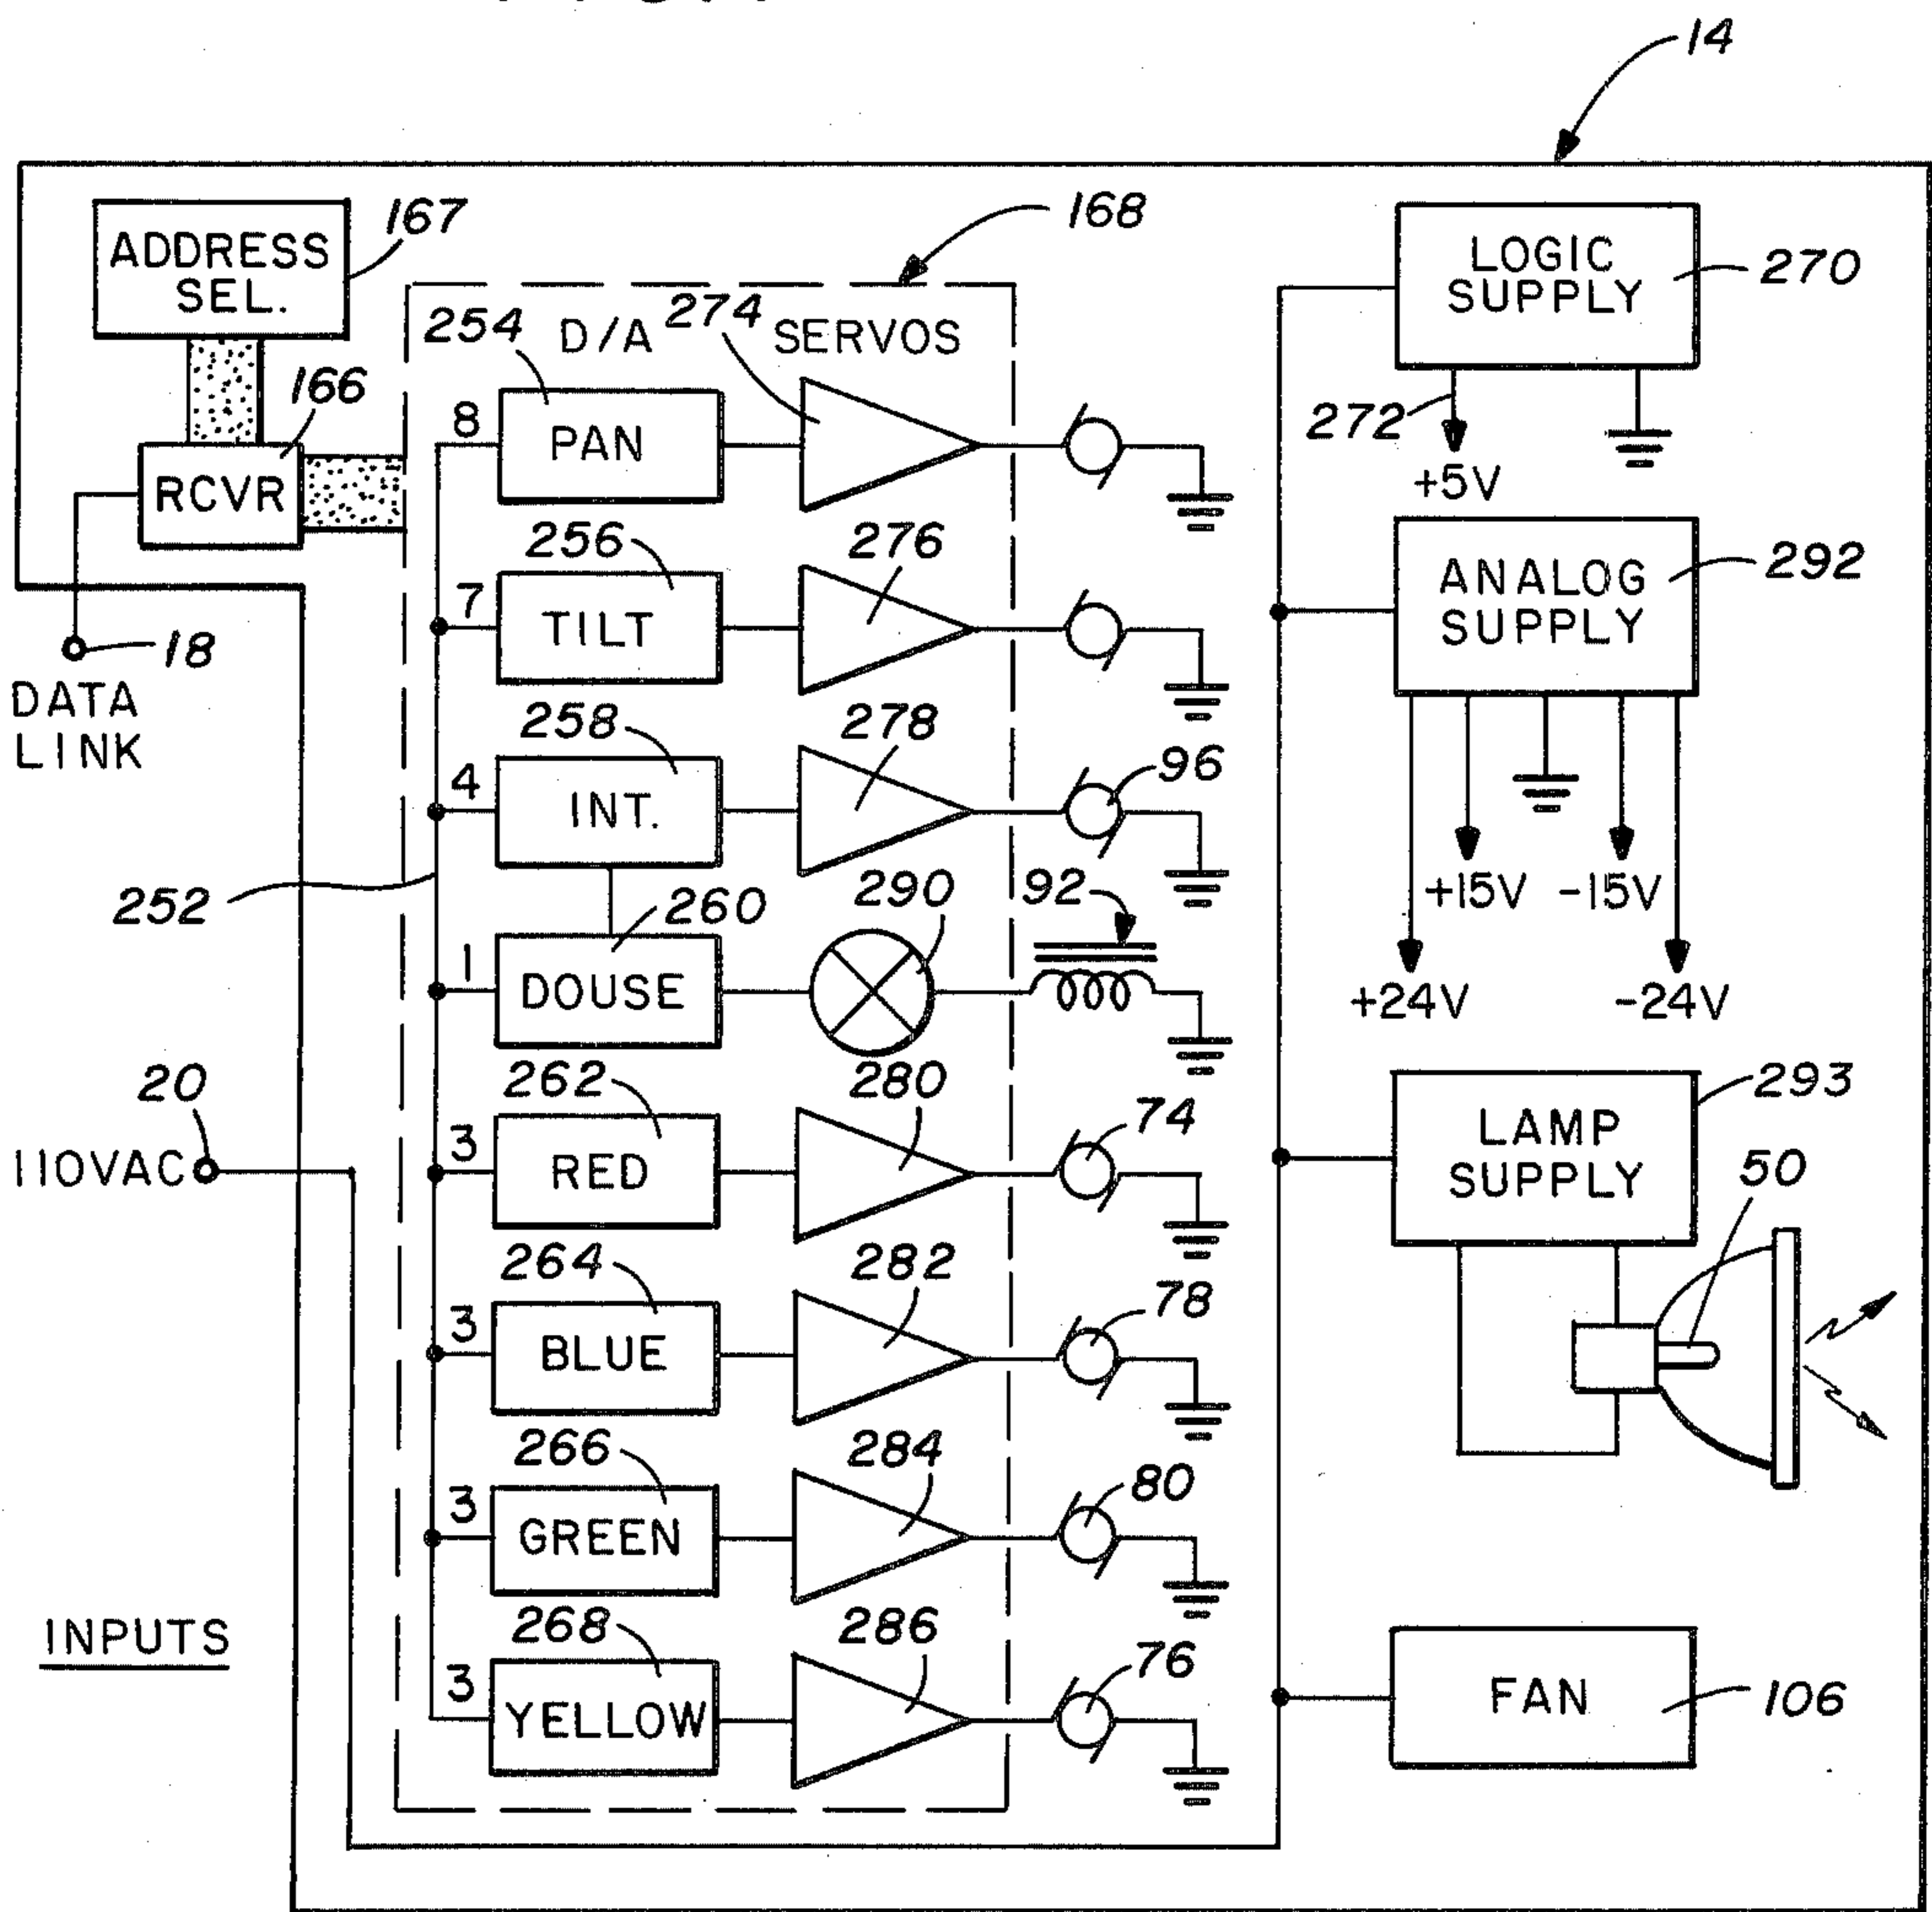 14
ADDRESS
SEL.
167
168
LOGIC
SUPPLY
270
254
D/A
274
SERVOS
166
RCVR
8
PAN
272
+5V
18
DATA
LINK
256
276
7
TILT
ANALOG
SUPPLY
292
258
278
96
4
INT.
252
260
290
92
+15V
-15V
1
DOUSE
+24V
-24V
20
110VAC
262
280
74
3
RED
LAMP
SUPPLY
293
50
264
282
78
3
BLUE
266
284
80
3
GREEN
INPUTS
268
286
76
3
YELLOW
FAN
106